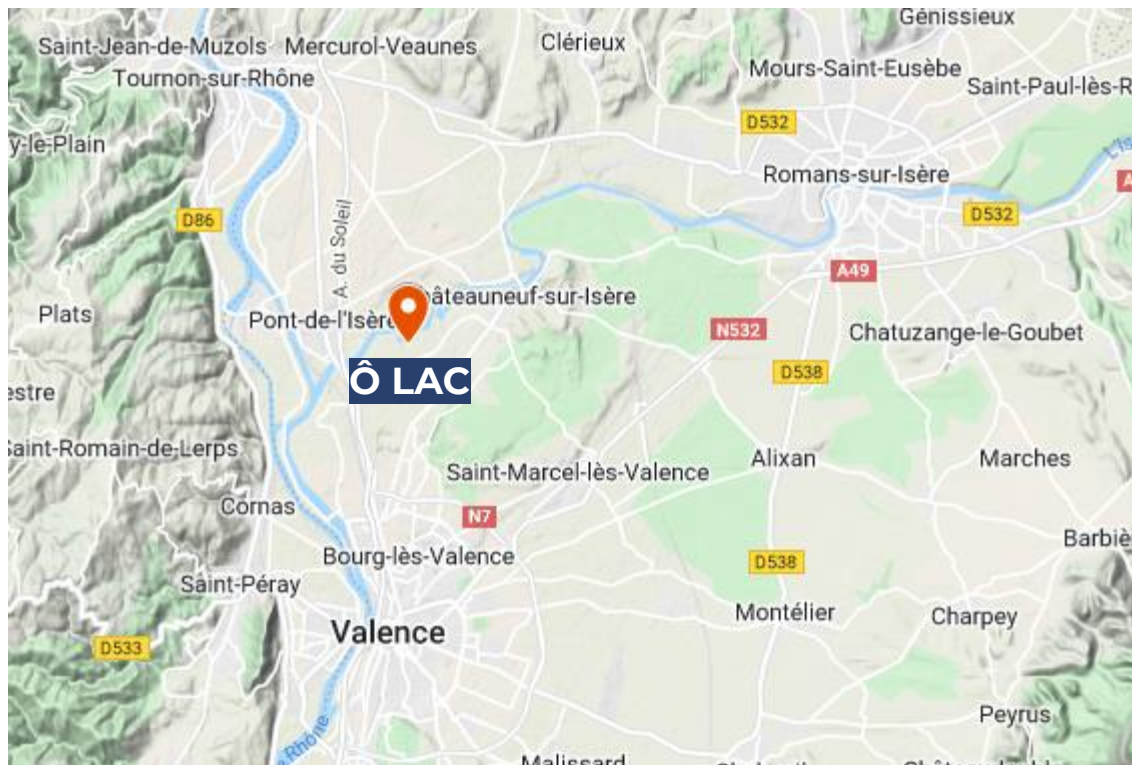 Génissieux
Saint-Jean-de-Muzols
Mercurol-Veaunes
Clérieux
Tournon-sur-Rhône
Mours-Saint-Eusèbe
Saint-Paul-lès-R
D532
y-le-Plain
L'Is
Romans-sur-Isère
A
D86
D532
A. du Soleil
A49
âteauneuf-sur-Isère
Plats
Pont-de-l'Isère
N532
Chatuzange-le-Goubet
D538
Ô LAC
estre
Saint-Romain-de-Lerps
Saint-Marcel-lès-Valence
Alixan
Marches
Cornas
N7
Barbiè
Bourg-lès-Valence
D538
Saint-Péray
Montélier
Charpey
Valence
D533
Peyrus
Rhône
Malissard